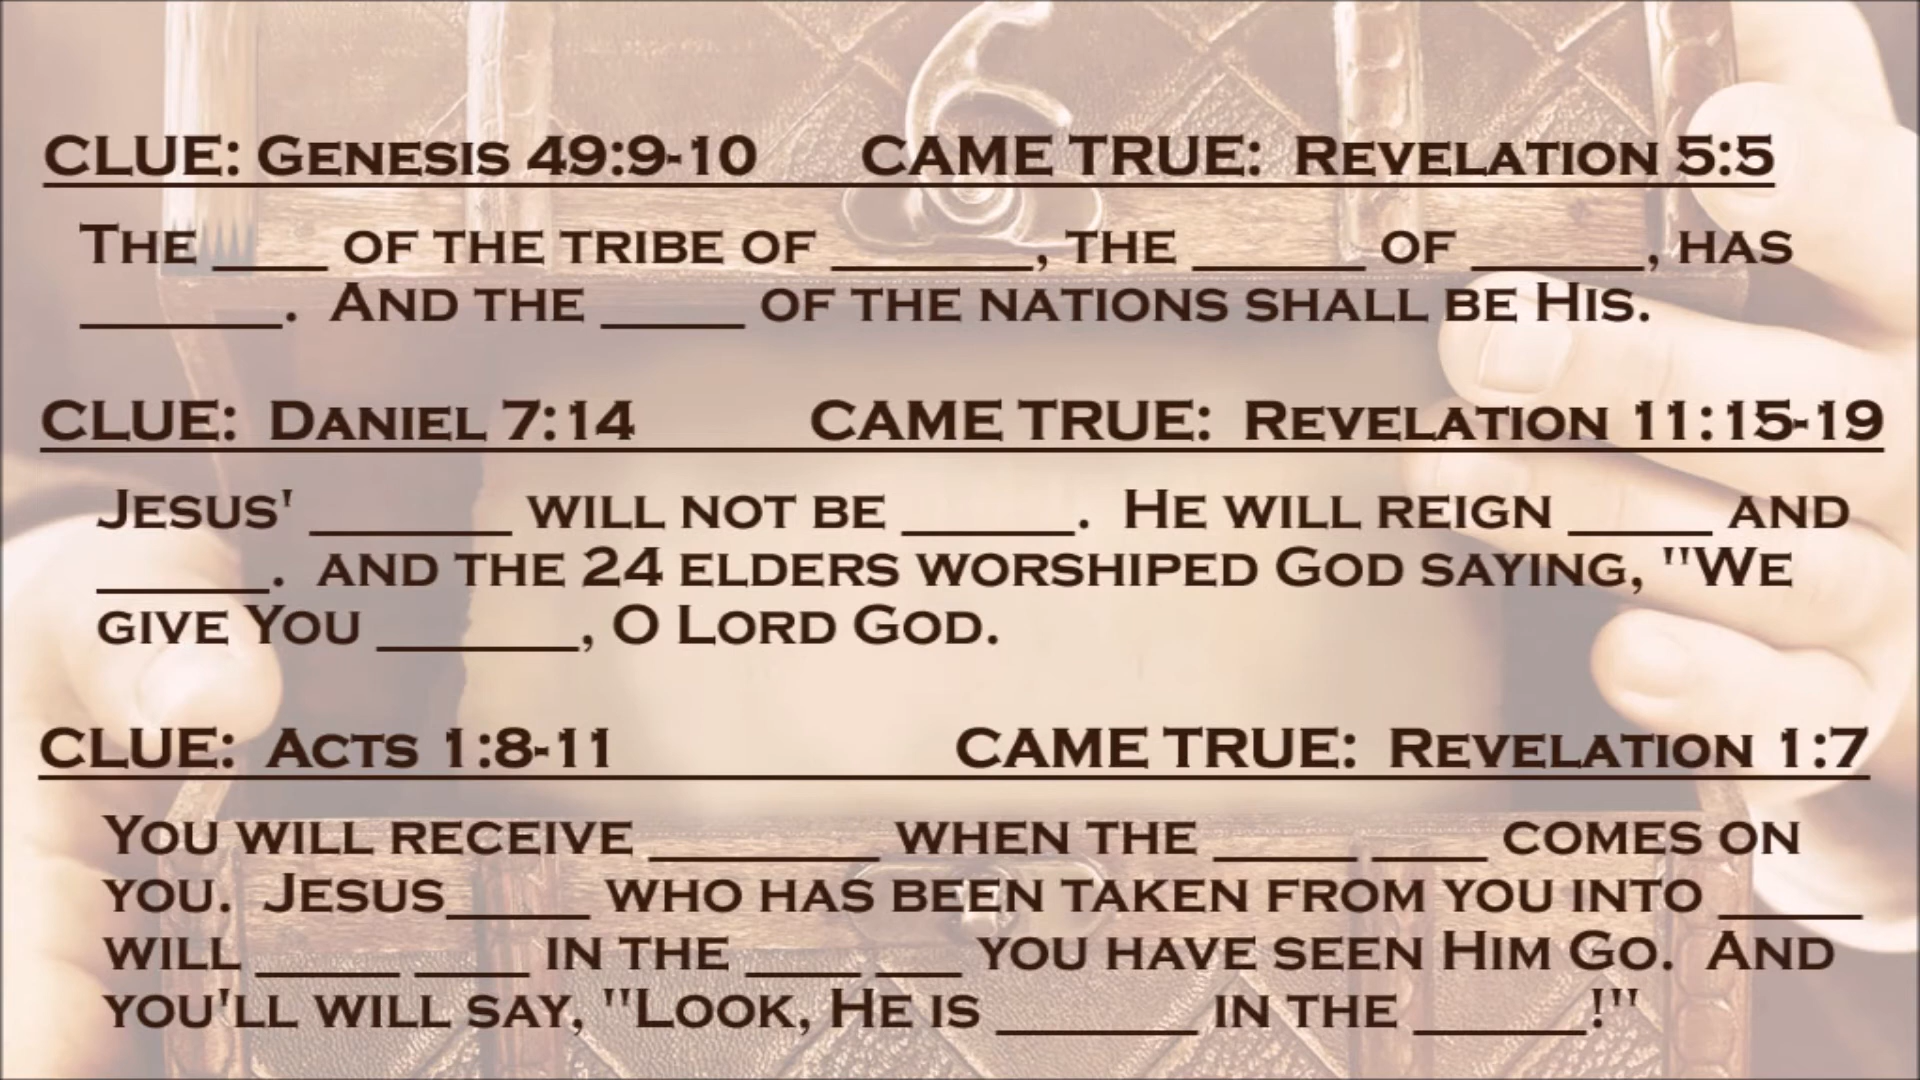 CLUE: Genesis 49:9-10 CAME TRUE: Revelation 5:5
The ____ of the tribe of _______, the ______ of ______, has
_______. And the _____ of the nations shall be His.
CLUE: Daniel 7:14 CAME TRUE: Revelation 11:15-19
Jesus' _______ will not be ______. He will reign _____ and
______. and the 24 elders worshiped God saying, "We
give You _______, O Lord God.
CLUE: Acts 1:8-11 CAME TRUE: Revelation 1:7
You will receive ________ when the _____ ____ comes on
you. Jesus_____ who has been taken from you into _____
will _____ ____ in the ____ ___ you have seen Him Go. And
you'll will say, "Look, He is _______ in the ______!"